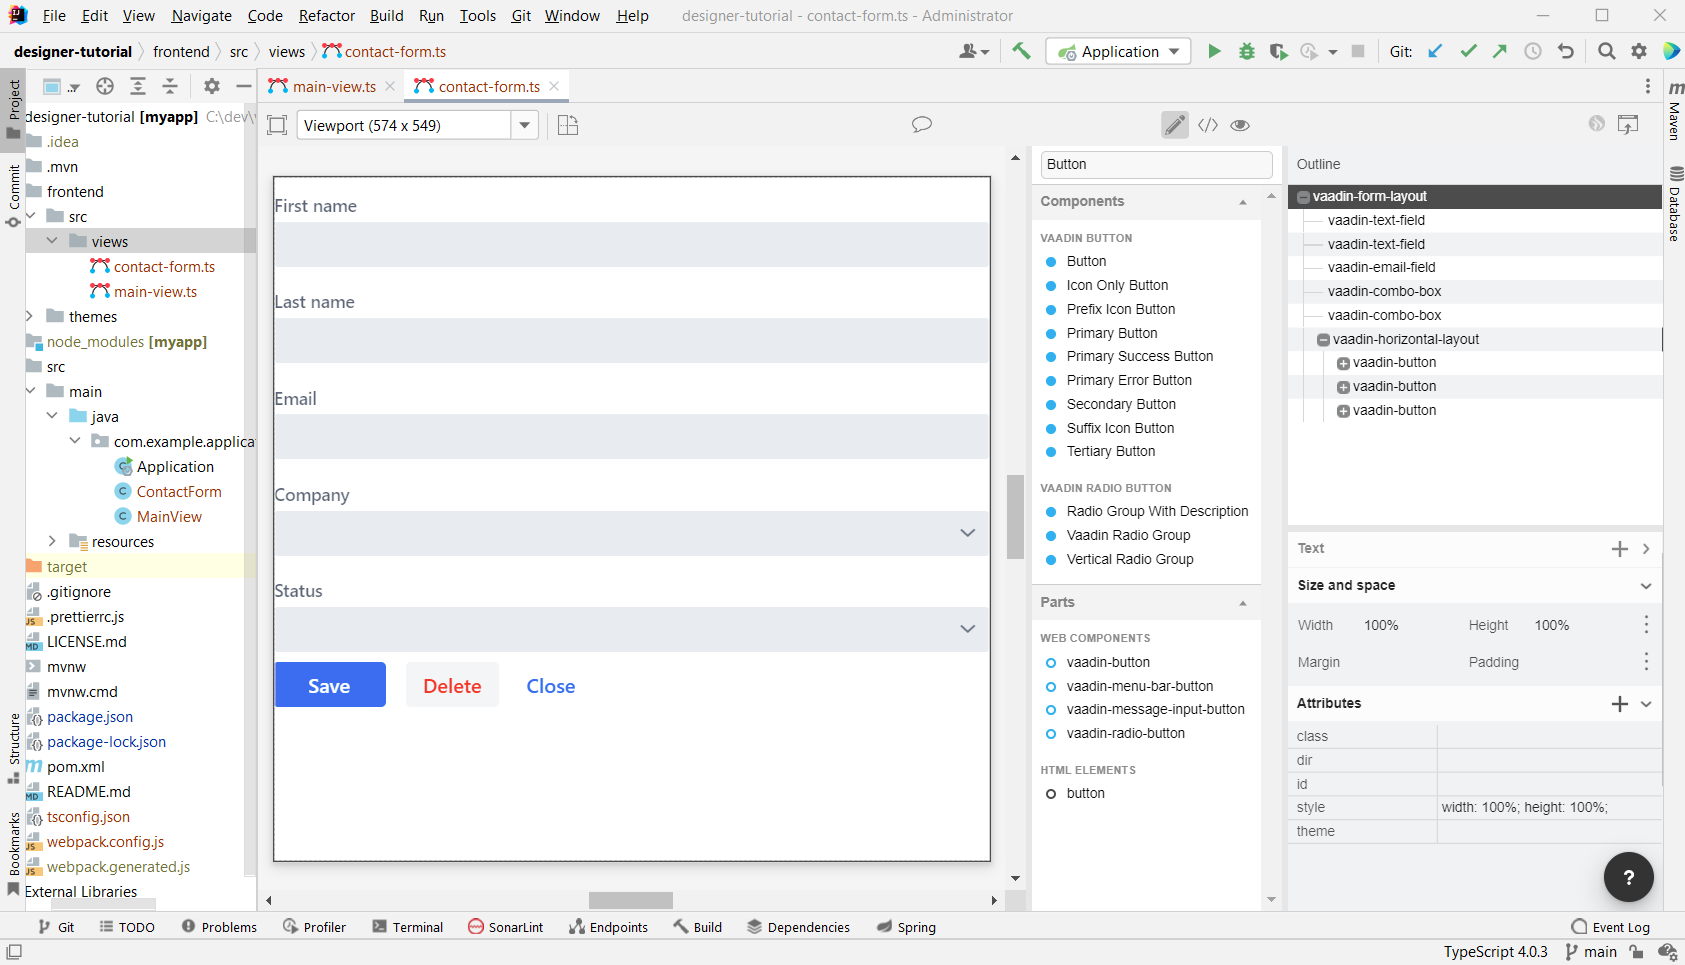 File Edit View Navigate Code Refactor Build Run Tools Git Window Help designer-tutorial - contact-form.ts - Administrator
designer-tutorial frontend src views contact-form.ts Application Git:
main-view.ts contact-form.ts
Project
Commit
Structure
Bookmarks
designer-tutorial [myapp] C:\dev\
.idea
.mvn
frontend
src
views
contact-form.ts
main-view.ts
themes
node_modules [myapp]
src
main
java
com.example.applica
Application
ContactForm
MainView
resources
target
.gitignore
.prettierrc.js
LICENSE.md
mvnw
mvnw.cmd
package.json
package-lock.json
pom.xml
README.md
tsconfig.json
webpack.config.js
webpack.generated.js
External Libraries
Viewport (574 x 549)
First name
Last name
Email
Company
Status
Save Delete Close
Button
Components
VAADIN BUTTON
Button
Icon Only Button
Prefix Icon Button
Primary Button
Primary Success Button
Primary Error Button
Secondary Button
Suffix Icon Button
Tertiary Button
VAADIN RADIO BUTTON
Radio Group With Description
Vaadin Radio Group
Vertical Radio Group
Parts
WEB COMPONENTS
vaadin-button
vaadin-menu-bar-button
vaadin-message-input-button
vaadin-radio-button
HTML ELEMENTS
button
Outline
vaadin-form-layout
vaadin-text-field
vaadin-text-field
vaadin-email-field
vaadin-combo-box
vaadin-combo-box
vaadin-horizontal-layout
vaadin-button
vaadin-button
vaadin-button
Text
Size and space
Width 100% Height 100%
Margin Padding
Attributes
class
dir
id
style width: 100%; height: 100%;
theme
?
m
Maven
Database
Git TODO Problems Profiler Terminal SonarLint Endpoints Build Dependencies Spring Event Log
TypeScript 4.0.3 main